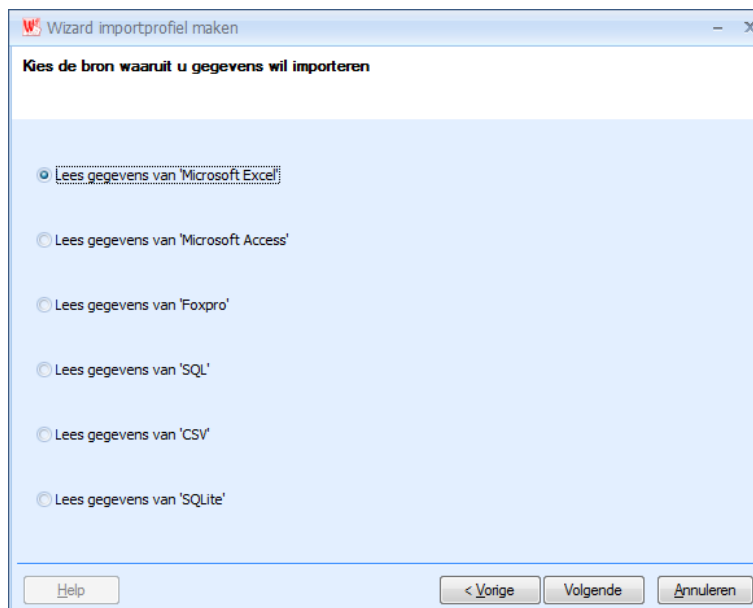 Wizard importprofiel maken
Kies de bron waaruit u gegevens wil importeren
Lees gegevens van 'Microsoft Excel'
Lees gegevens van 'Microsoft Access'
Lees gegevens van 'Foxpro'
Lees gegevens van 'SQL'
Lees gegevens van 'CSV'
Lees gegevens van 'SQLite'
Help < Vorige Volgende Annuleren